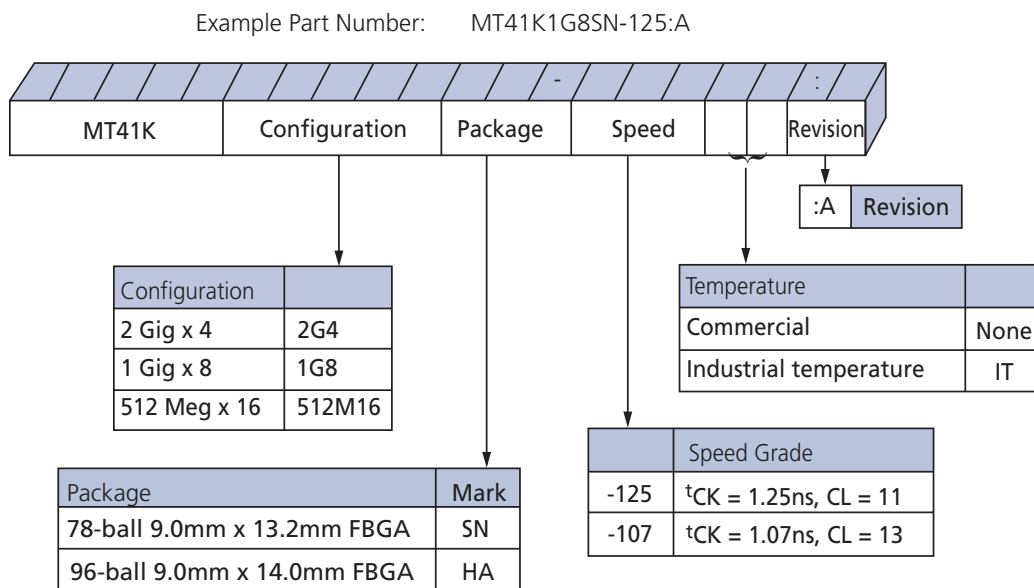 Example Part Number: MT41K1G8SN-125:A
- :
MT41K Configuration Package Speed Revision
:A Revision
Configuration
2 Gig x 4 2G4
1 Gig x 8 1G8
512 Meg x 16 512M16
Temperature
Commercial None
Industrial temperature IT
Package Mark
78-ball 9.0mm x 13.2mm FBGA SN
96-ball 9.0mm x 14.0mm FBGA HA
Speed Grade
-125 tCK = 1.25ns, CL = 11
-107 tCK = 1.07ns, CL = 13